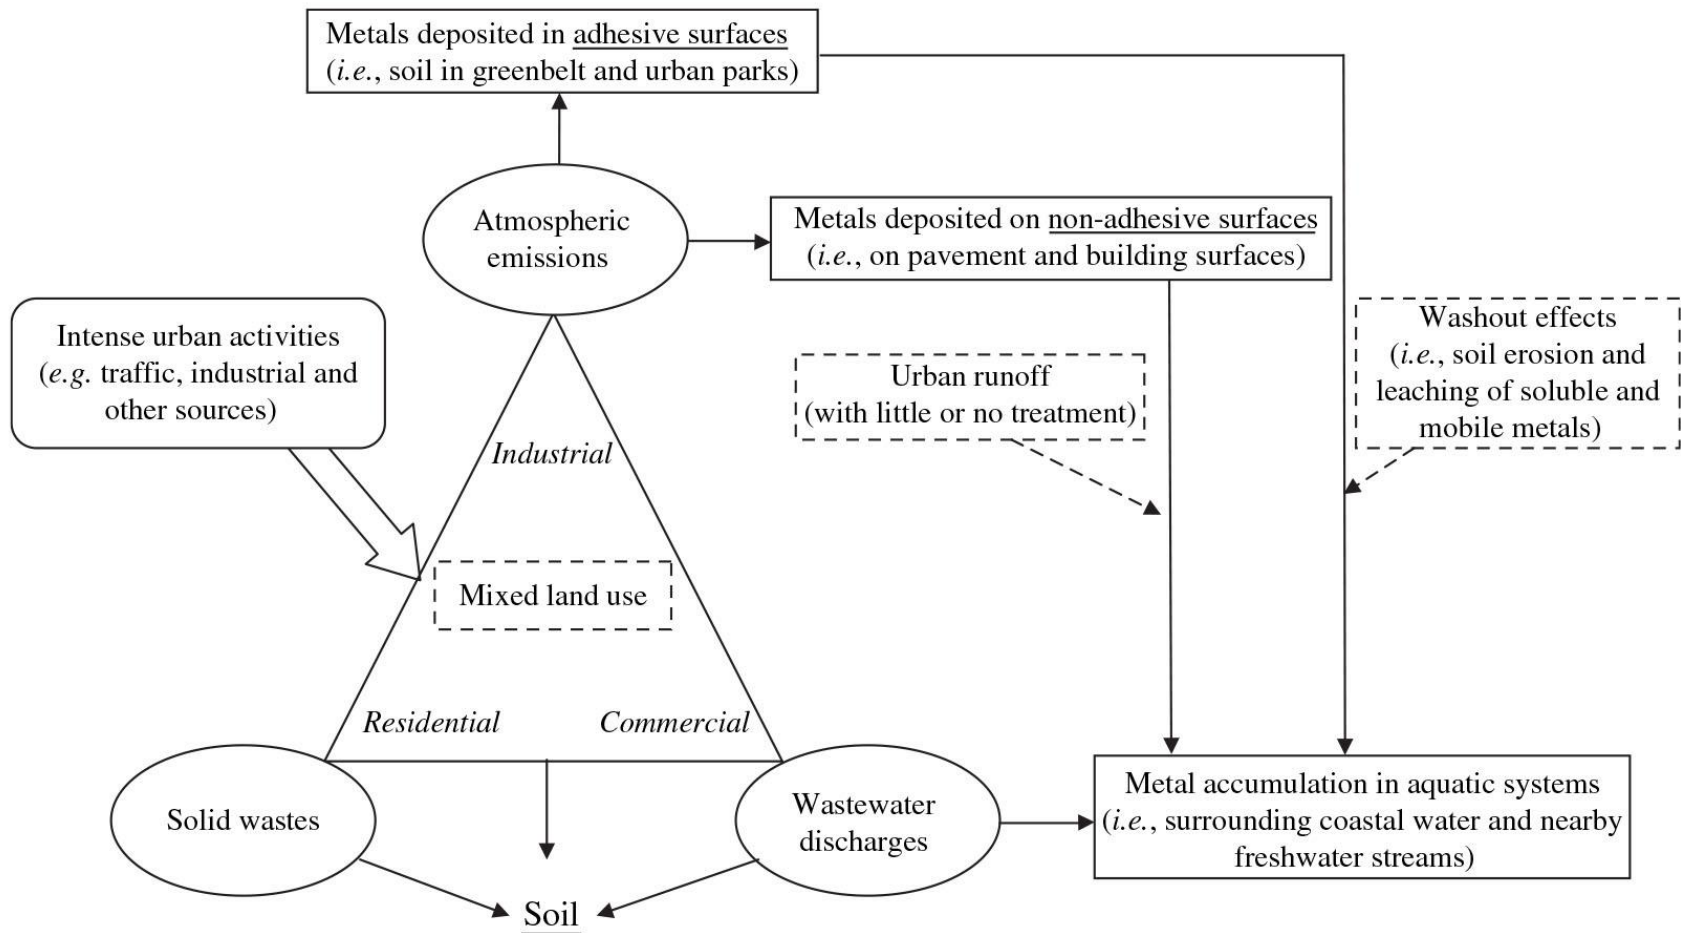 Metals deposited in adhesive surfaces
(i.e., soil in greenbelt and urban parks)
Atmospheric
emissions
Metals deposited on non-adhesive surfaces
(i.e., on pavement and building surfaces)
Intense urban activities
(e.g. traffic, industrial and
other sources)
Urban runoff
(with little or no treatment)
Washout effects
(i.e., soil erosion and
leaching of soluble and
mobile metals)
Industrial
Mixed land use
Residential
Commercial
Solid wastes
Wastewater
discharges
Metal accumulation in aquatic systems
(i.e., surrounding coastal water and nearby
freshwater streams)
Soil